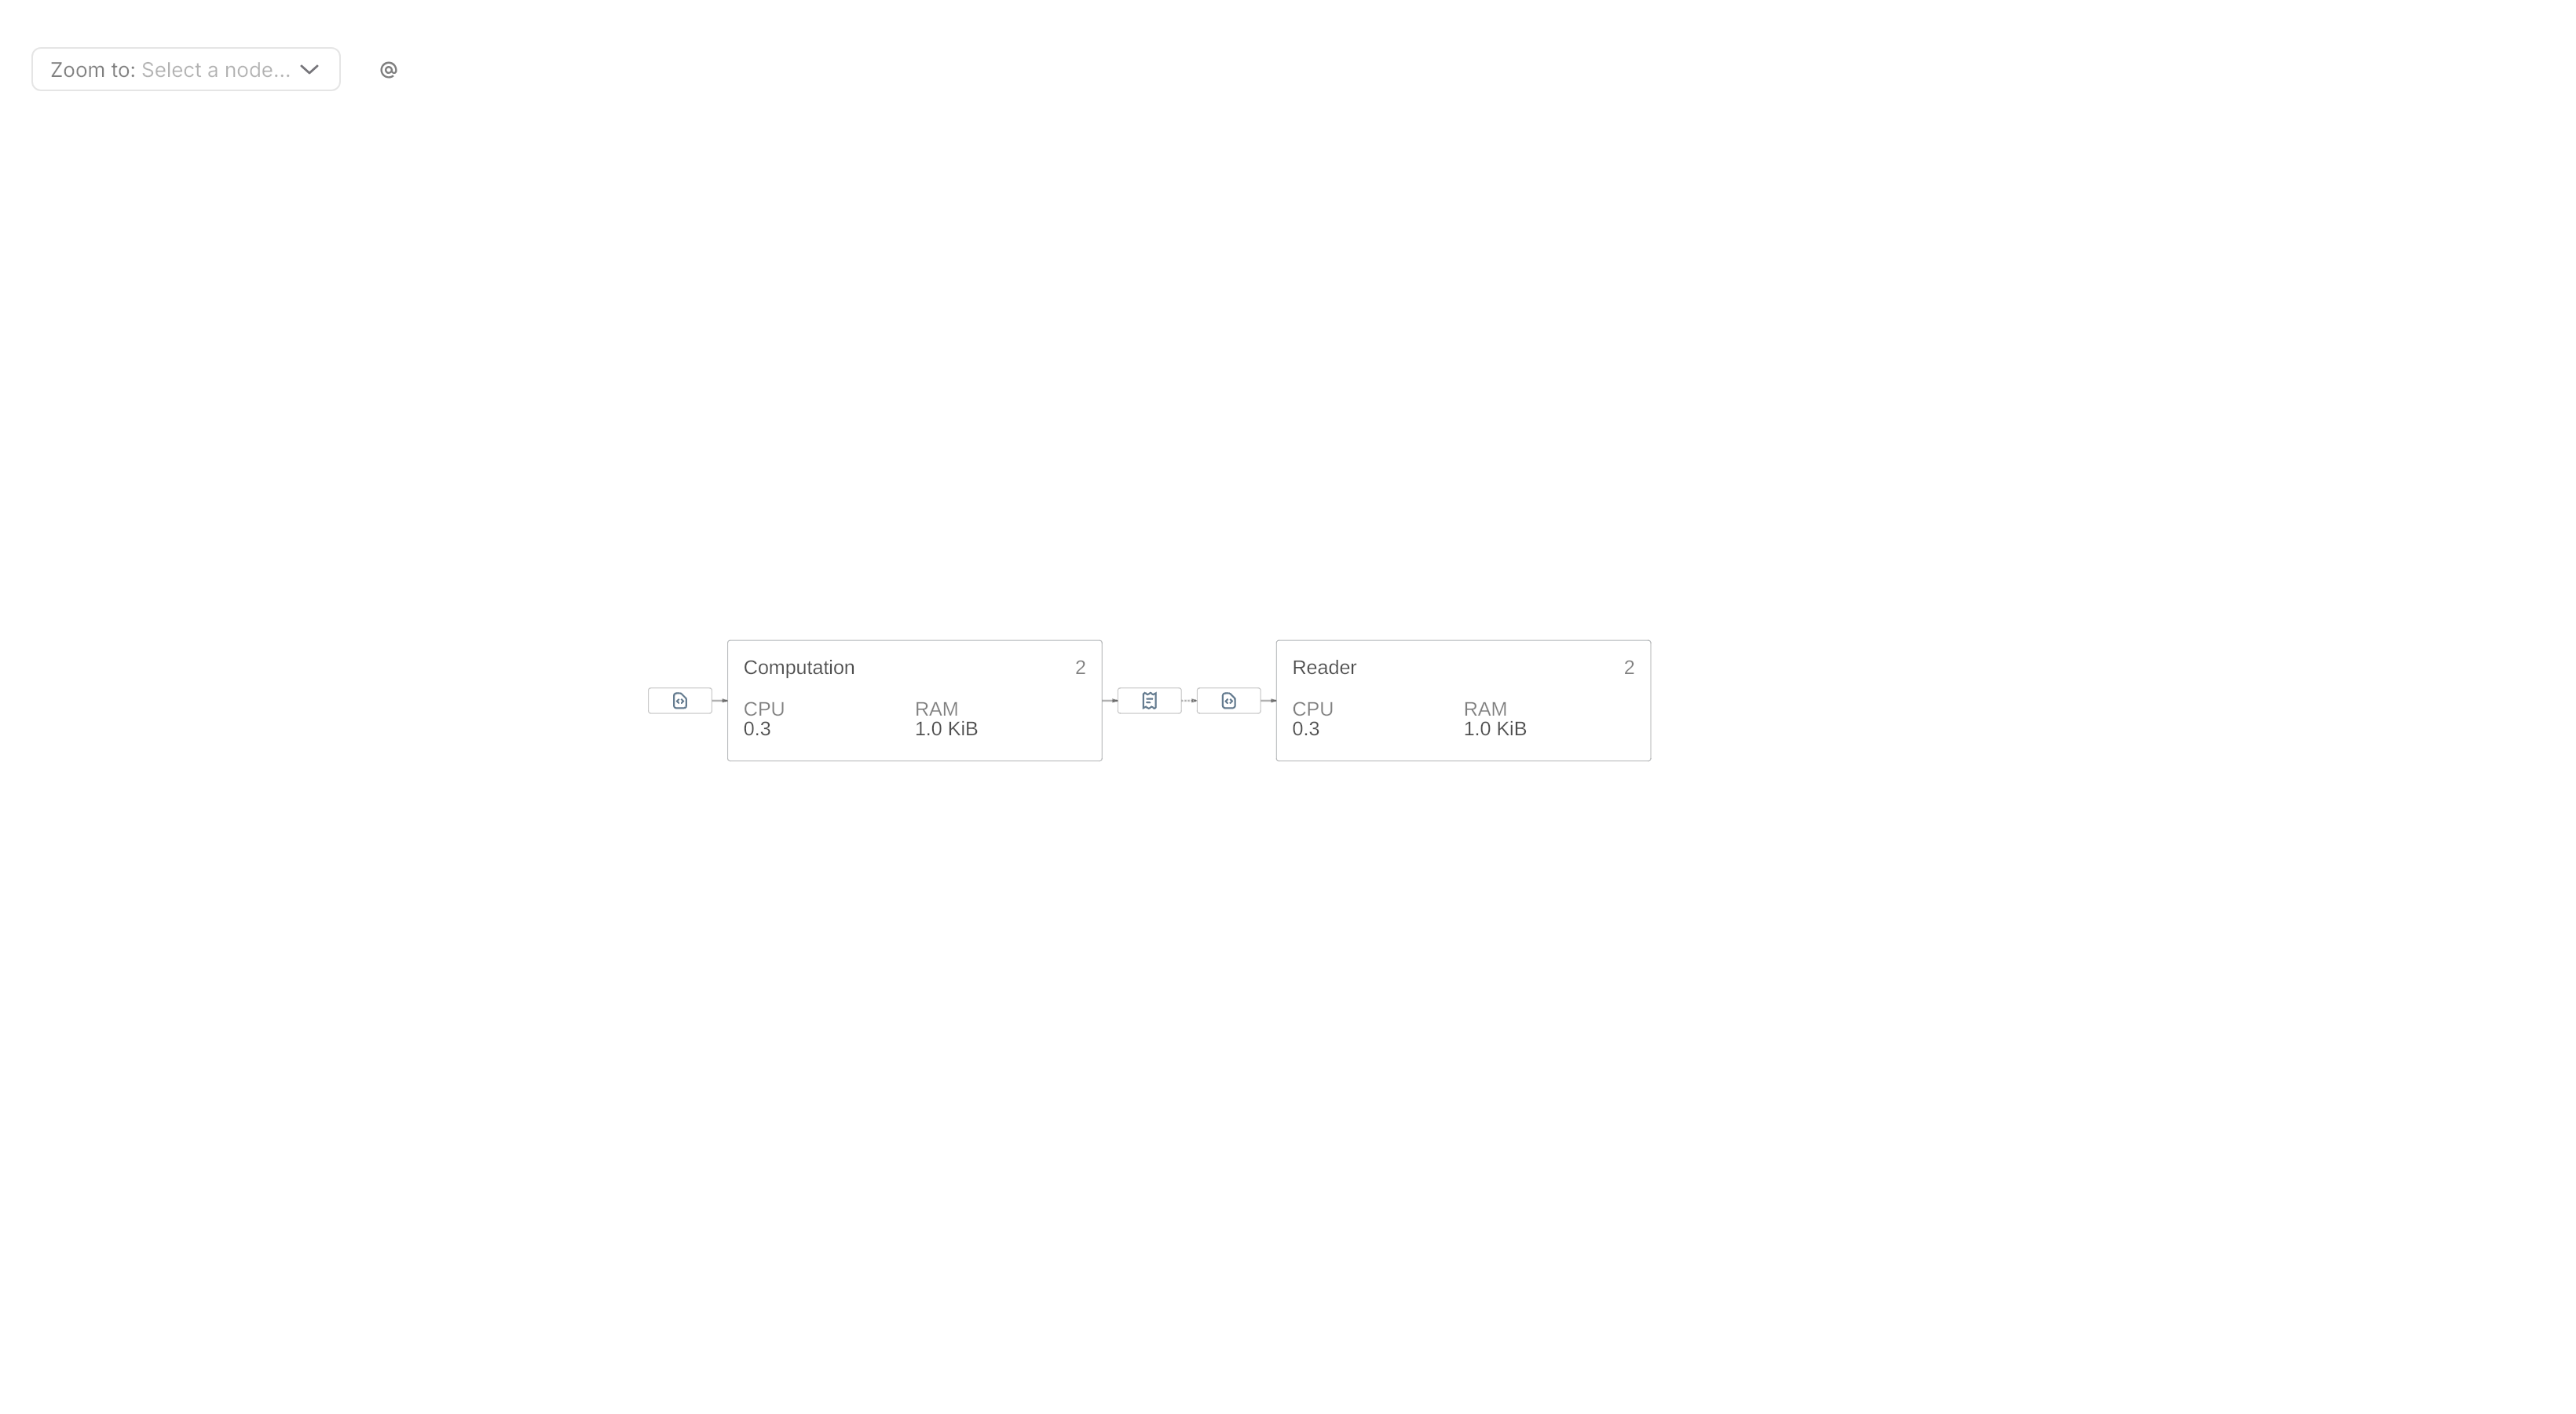 Zoom to: Select a node...
@
Computation 2
CPU RAM
0.3 1.0 KiB
Reader 2
CPU RAM
0.3 1.0 KiB